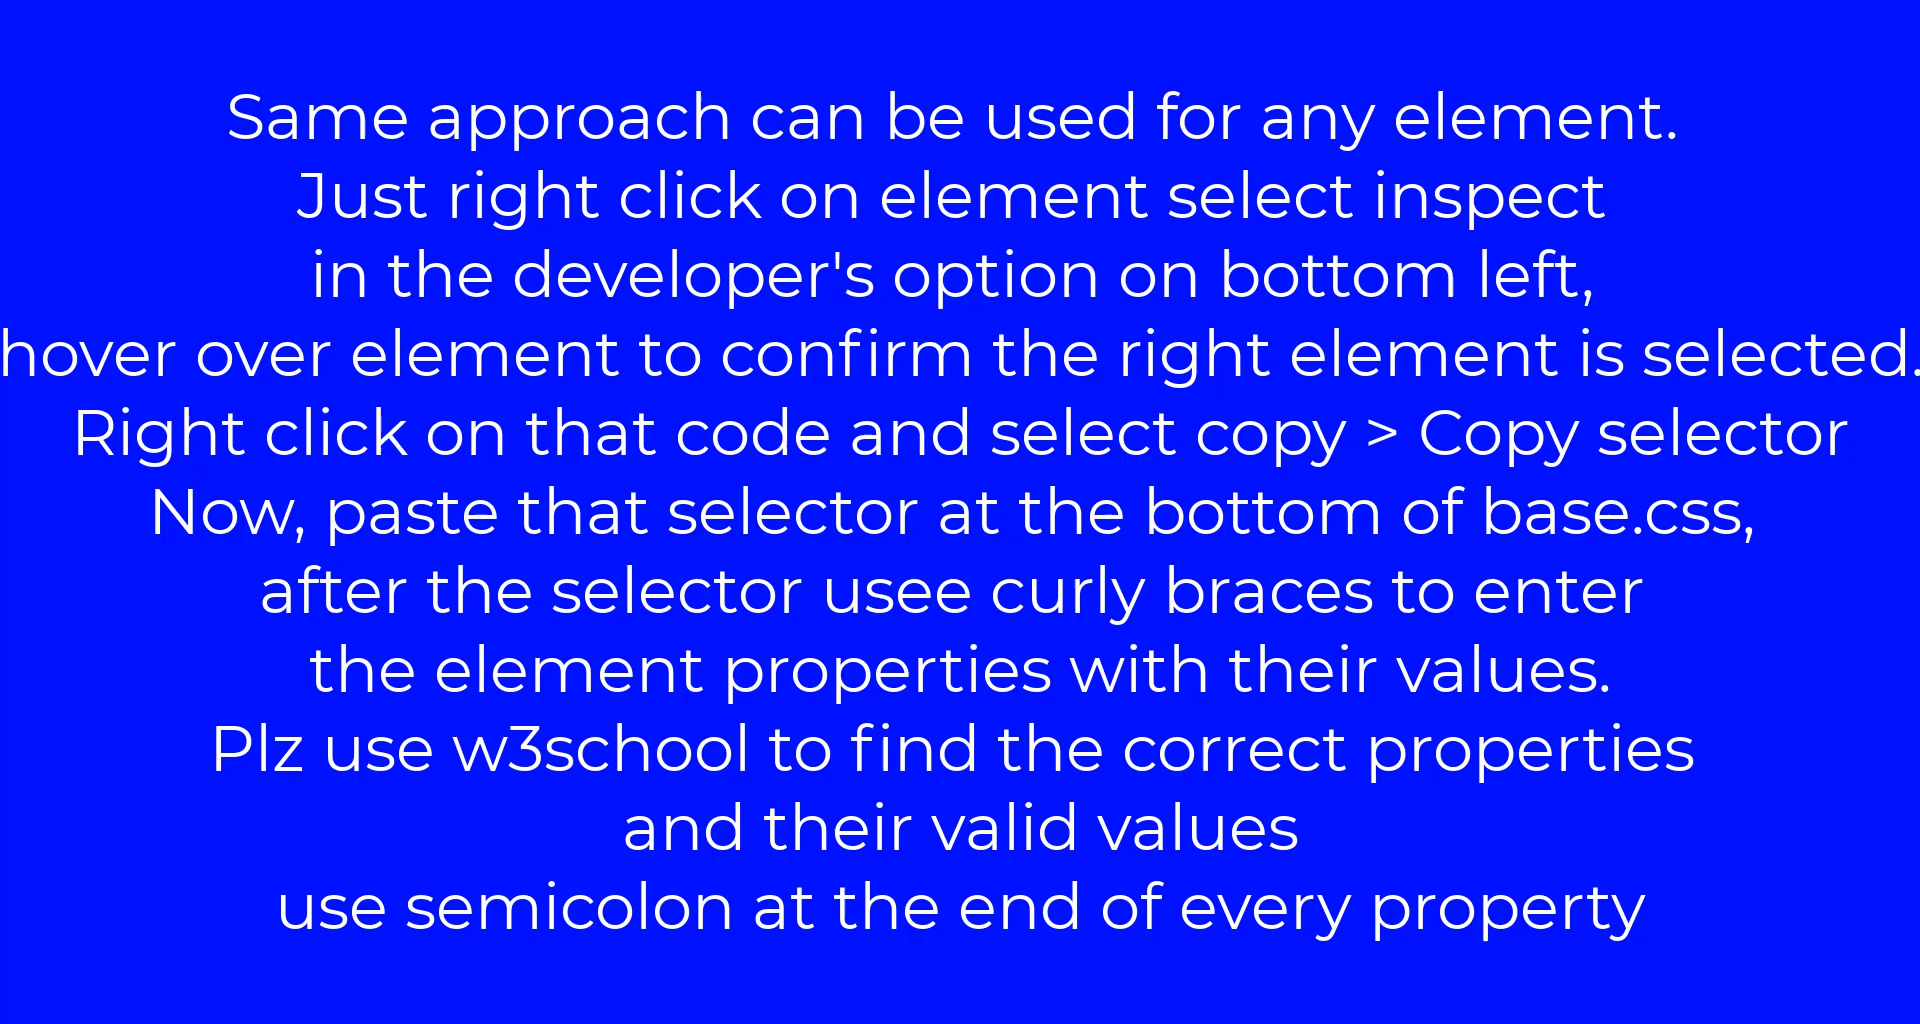 Same approach can be used for any element.
Just right click on element select inspect
in the developer's option on bottom left,
hover over element to confirm the right element is selected.
Right click on that code and select copy > Copy selector
Now, paste that selector at the bottom of base.css,
after the selector usee curly braces to enter
the element properties with their values.
Plz use w3school to find the correct properties
and their valid values
use semicolon at the end of every property